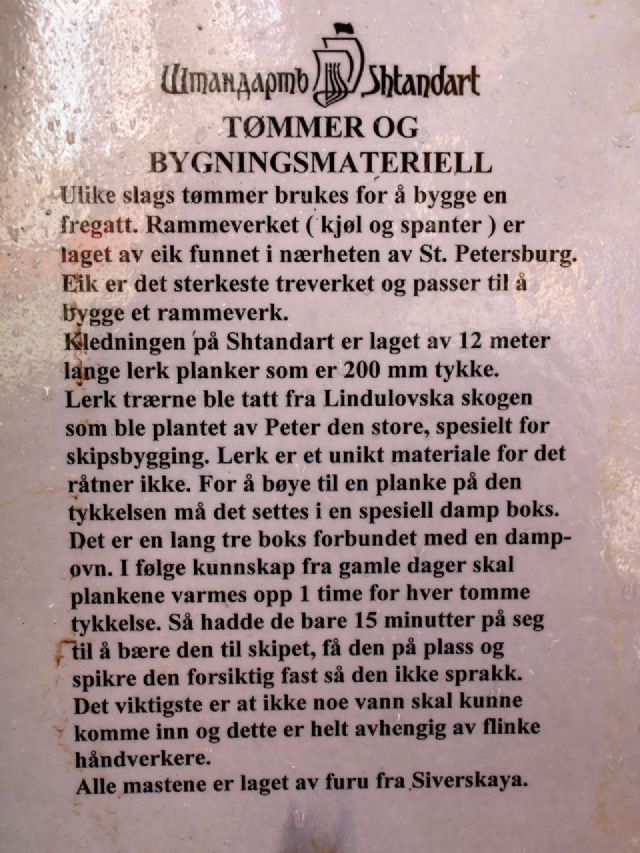 Штандартъ Shtandart
TØMMER OG
BYGNINGSMATERIELL
Ulike slags tømmer brukes for å bygge en
fregatt. Rammeverket ( kjøl og spanter ) er
laget av eik funnet i nærheten av St. Petersburg.
Eik er det sterkeste treverket og passer til å
bygge et rammeverk.
Kledningen på Shtandart er laget av 12 meter
lange lerk planker som er 200 mm tykke.
Lerk trærne ble tatt fra Lindulovska skogen
som ble plantet av Peter den store, spesielt for
skipsbygging. Lerk er et unikt materiale for det
råtner ikke. For å bøye til en planke på den
tykkelsen må det settes i en spesiell damp boks.
Det er en lang tre boks forbundet med en damp-
ovn. I følge kunnskap fra gamle dager skal
plankene varmes opp 1 time for hver tomme
tykkelse. Så hadde de bare 15 minutter på seg
til å bære den til skipet, få den på plass og
spikre den forsiktig fast så den ikke sprakk.
Det viktigste er at ikke noe vann skal kunne
komme inn og dette er helt avhengig av flinke
håndverkere.
Alle mastene er laget av furu fra Siverskaya.